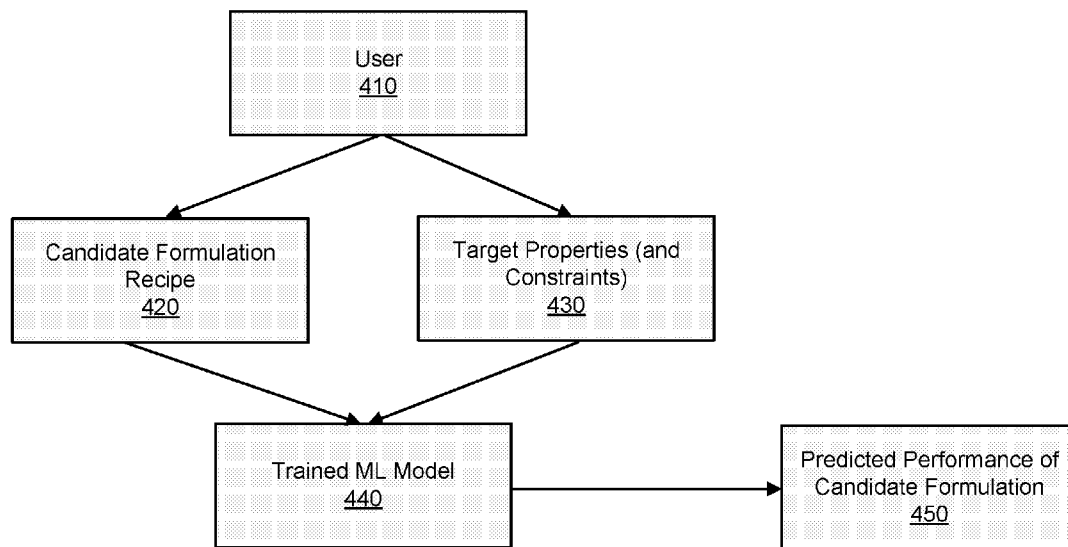 User
410
Candidate Formulation
Recipe
420
Target Properties (and
Constraints)
430
Trained ML Model
440
Predicted Performance of
Candidate Formulation
450